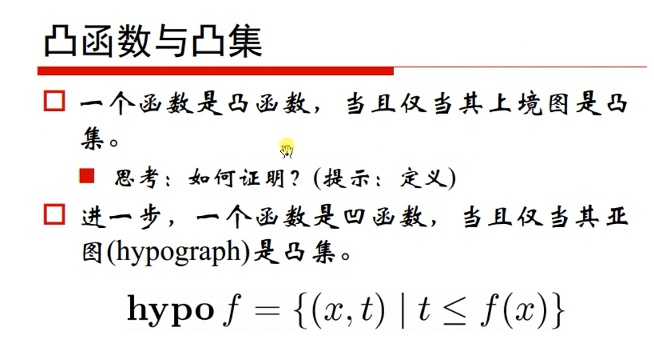 凸函数与凸集
一个函数是凸函数，当且仅当其上境图是凸
集。
思考：如何证明？(提示：定义)
进一步，一个函数是凹函数，当且仅当其亚
图(hypograph)是凸集。
hypo f = {(x, t) | t ≤ f(x)}